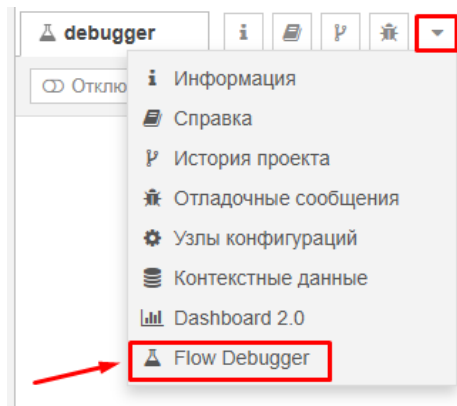 debugger
Отклю
Информация
Справка
История проекта
Отладочные сообщения
Узлы конфигураций
Контекстные данные
Dashboard 2.0
Flow Debugger